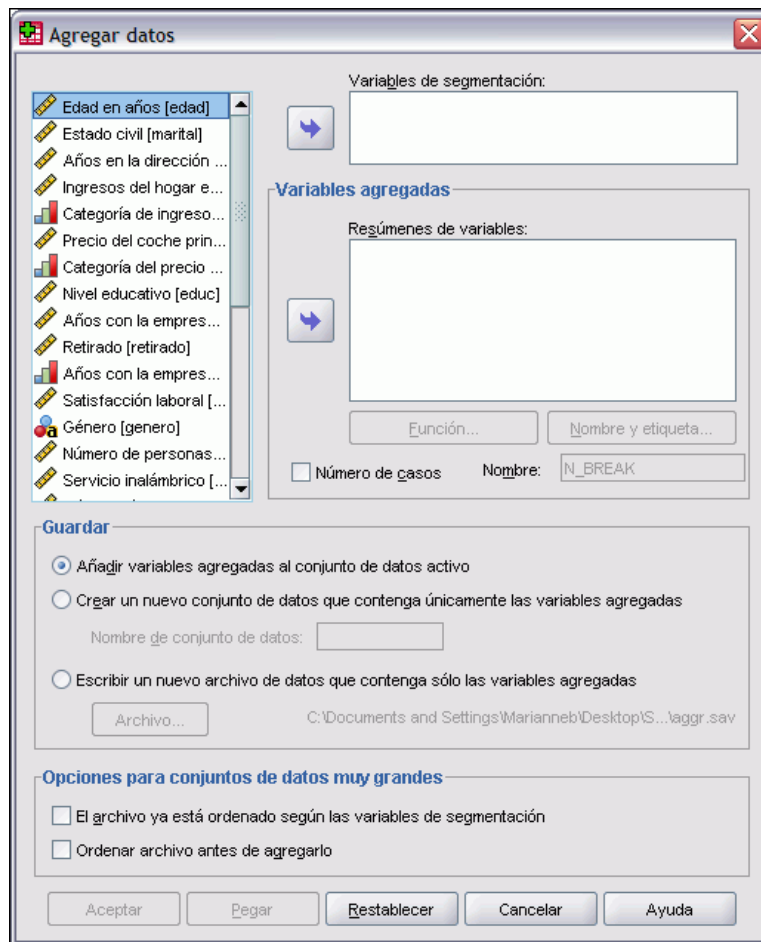 Agregar datos
Variables de segmentación:
Edad en años [edad]
Estado civil [marital]
Años en la dirección ...
Ingresos del hogar e...
Categoría de ingreso...
Precio del coche prin...
Categoría del precio ...
Nivel educativo [educ]
Años con la empres...
Retirado [retirado]
Años con la empres...
Satisfacción laboral [...
Género [genero]
Número de personas...
Servicio inalámbrico [...
Variables agregadas
Resúmenes de variables:
Función...
Nombre y etiqueta...
Número de casos
Nombre:
N_BREAK
Guardar
Añadir variables agregadas al conjunto de datos activo
Crear un nuevo conjunto de datos que contenga únicamente las variables agregadas
Nombre de conjunto de datos:
Escribir un nuevo archivo de datos que contenga sólo las variables agregadas
Archivo...
C:\Documents and Settings\Marianneb\Desktop\S...\aggr.sav
Opciones para conjuntos de datos muy grandes
El archivo ya está ordenado según las variables de segmentación
Ordenar archivo antes de agregarlo
Aceptar
Pegar
Restablecer
Cancelar
Ayuda